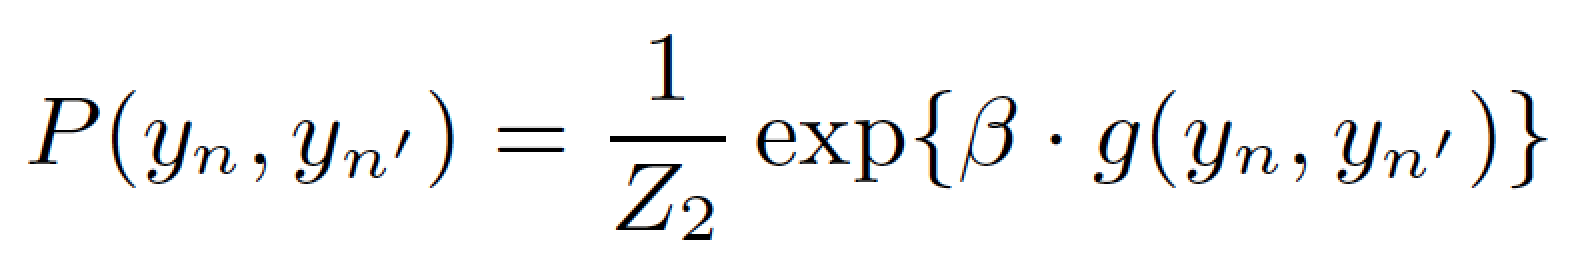 P(y_n, y_{n'}) = \frac{1}{Z_2} \exp\{\beta \cdot g(y_n, y_{n'})\}